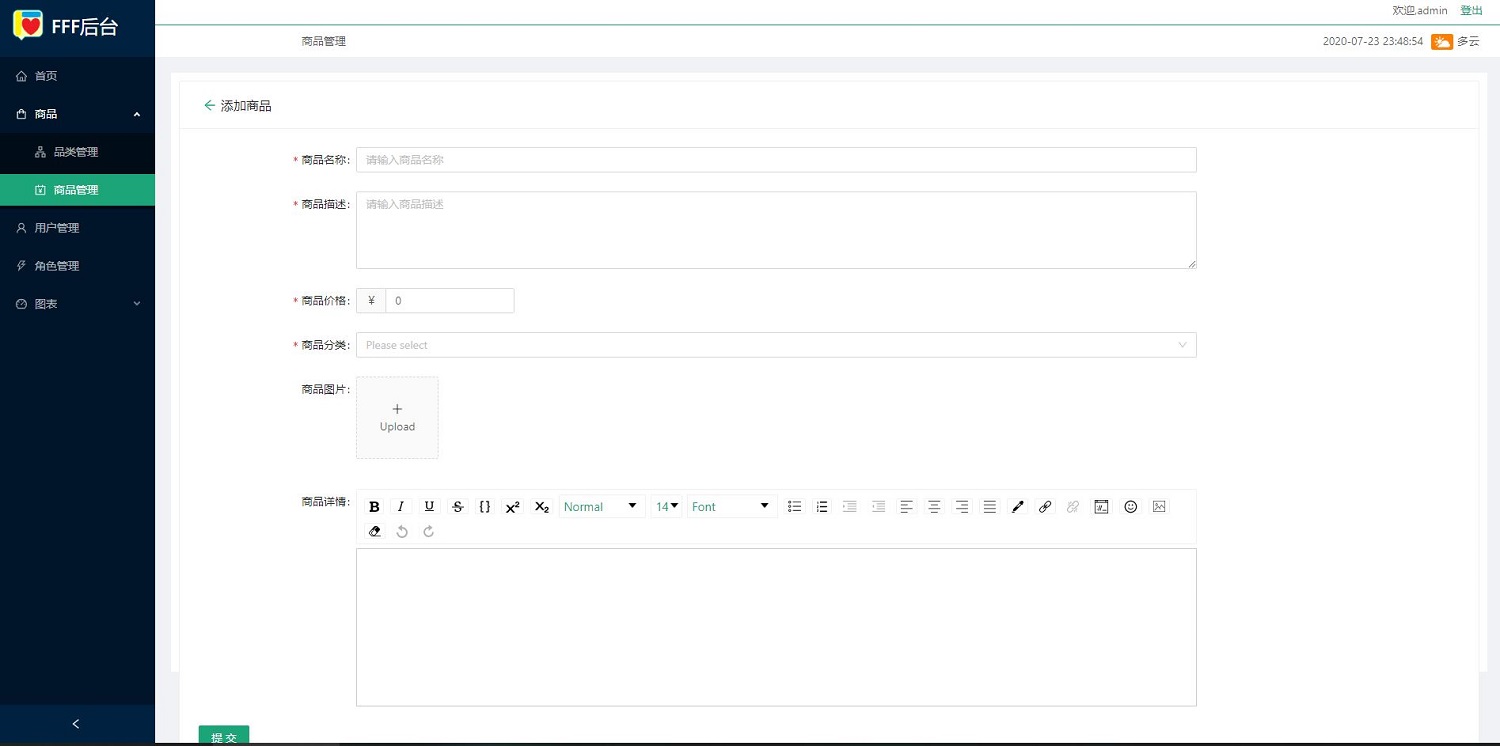 FFF后台
欢迎,admin 登出
商品管理
2020-07-23 23:48:54 多云
首页
商品
品类管理
商品管理
用户管理
角色管理
图表
添加商品
* 商品名称: 请输入商品名称
* 商品描述: 请输入商品描述
* 商品价格: ¥ 0
* 商品分类: Please select
商品图片:
Upload
商品详情:
B I U S {} x² X₂ Normal 14 Font
提 交